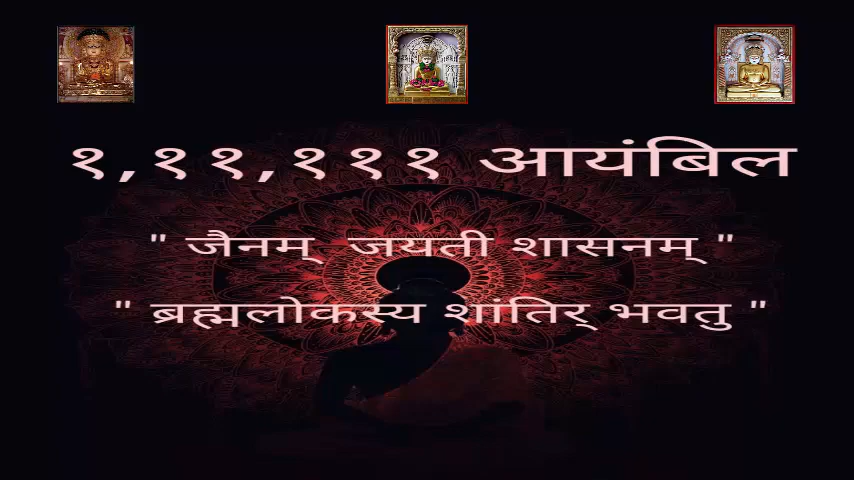 १,११,१११ आयंबिल
" जैनम् जयती शासनम् "
" ब्रह्मलोकस्य शांतिर् भवतु "